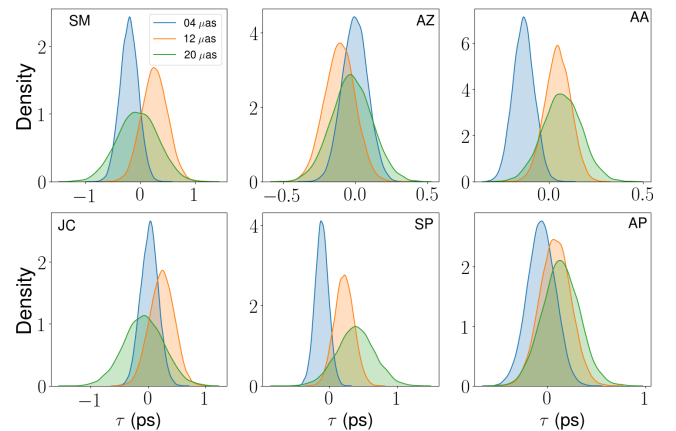 SM
04 μas
12 μas
20 μas
AZ
AA
Density
2
1
0
4
2
0
6
4
2
0
−1 0 1
−0.5 0.0 0.5
0.0 0.5
JC
SP
AP
Density
2
1
0
4
2
0
2
1
0
−1 0 1
0 1
0 1
τ (ps)
τ (ps)
τ (ps)